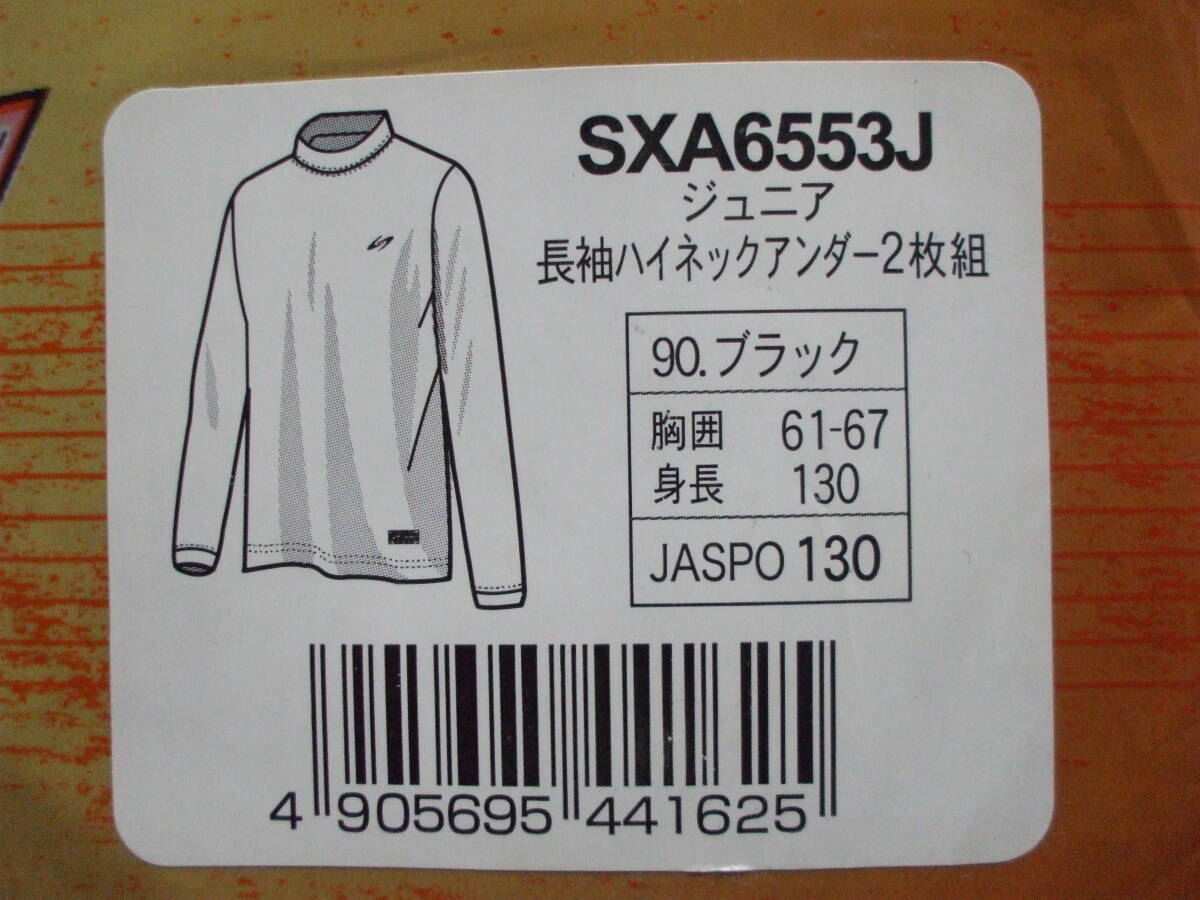 SXA6553J
ジュニア
長袖ハイネックアンダー2枚組
90.ブラック
胸囲 61-67
身長 130
JASPO 130
4 905695 441625